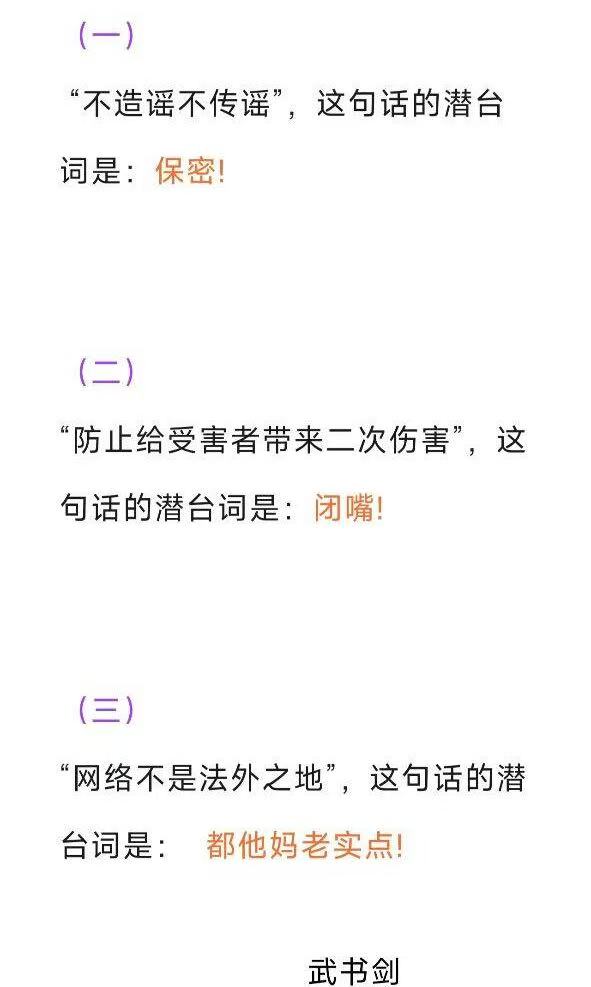 （一）
“不造谣不传谣”，这句话的潜台
词是：保密!
（二）
“防止给受害者带来二次伤害”，这
句话的潜台词是：闭嘴!
（三）
“网络不是法外之地”，这句话的潜
台词是： 都他妈老实点!
武书剑